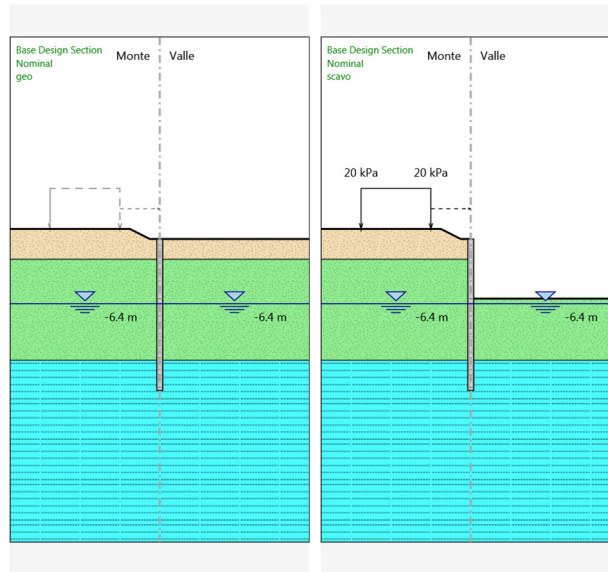 Base Design Section
Nominal
geo
Monte
Valle
-6.4 m
-6.4 m
Base Design Section
Nominal
scavo
Monte
Valle
20 kPa
20 kPa
-6.4 m
-6.4 m